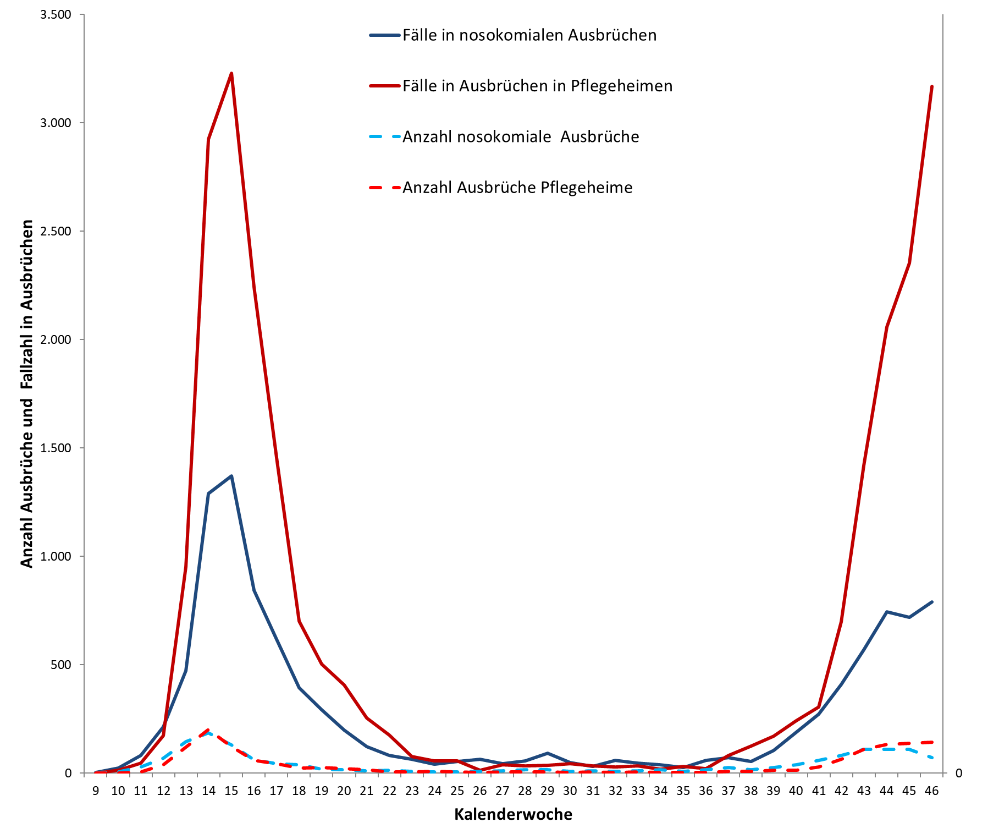 Fälle in nosokomialen Ausbrüchen
Fälle in Ausbrüchen in Pflegeheimen
Anzahl nosokomiale  Ausbrüche
Anzahl Ausbrüche Pflegeheime
Anzahl Ausbrüche und  Fallzahl in Ausbrüchen
3.500
3.000
2.500
2.000
1.500
1.000
500
0
0
9 10 11 12 13 14 15 16 17 18 19 20 21 22 23 24 25 26 27 28 29 30 31 32 33 34 35 36 37 38 39 40 41 42 43 44 45 46
Kalenderwoche